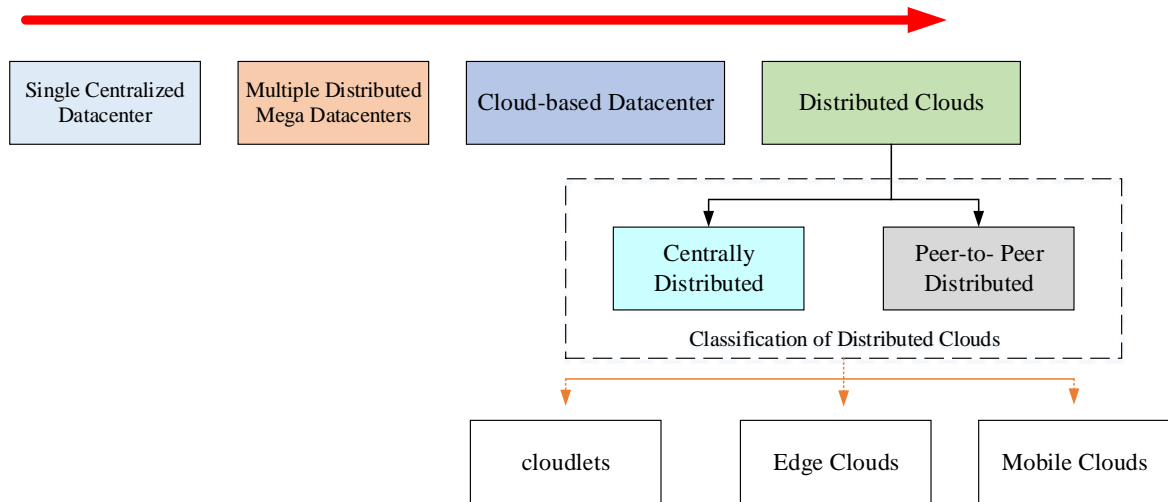 Single Centralized
Datacenter
Multiple Distributed
Mega Datacenters
Cloud-based Datacenter
Distributed Clouds
Centrally
Distributed
Peer-to- Peer
Distributed
Classification of Distributed Clouds
cloudlets
Edge Clouds
Mobile Clouds